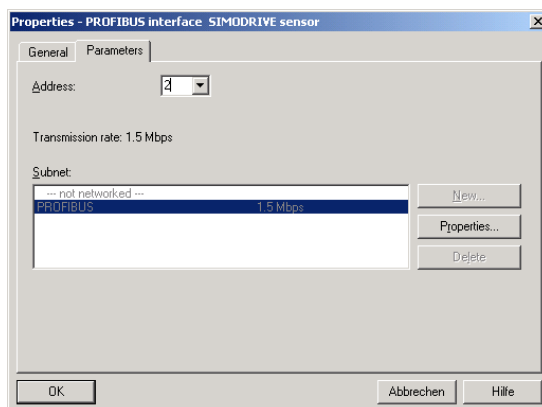 Properties - PROFIBUS interface SIMODRIVE sensor
General Parameters
Address: 2
Transmission rate: 1.5 Mbps
Subnet:
--- not networked ---
PROFIBUS 1.5 Mbps
New...
Properties...
Delete
OK Abbrechen Hilfe